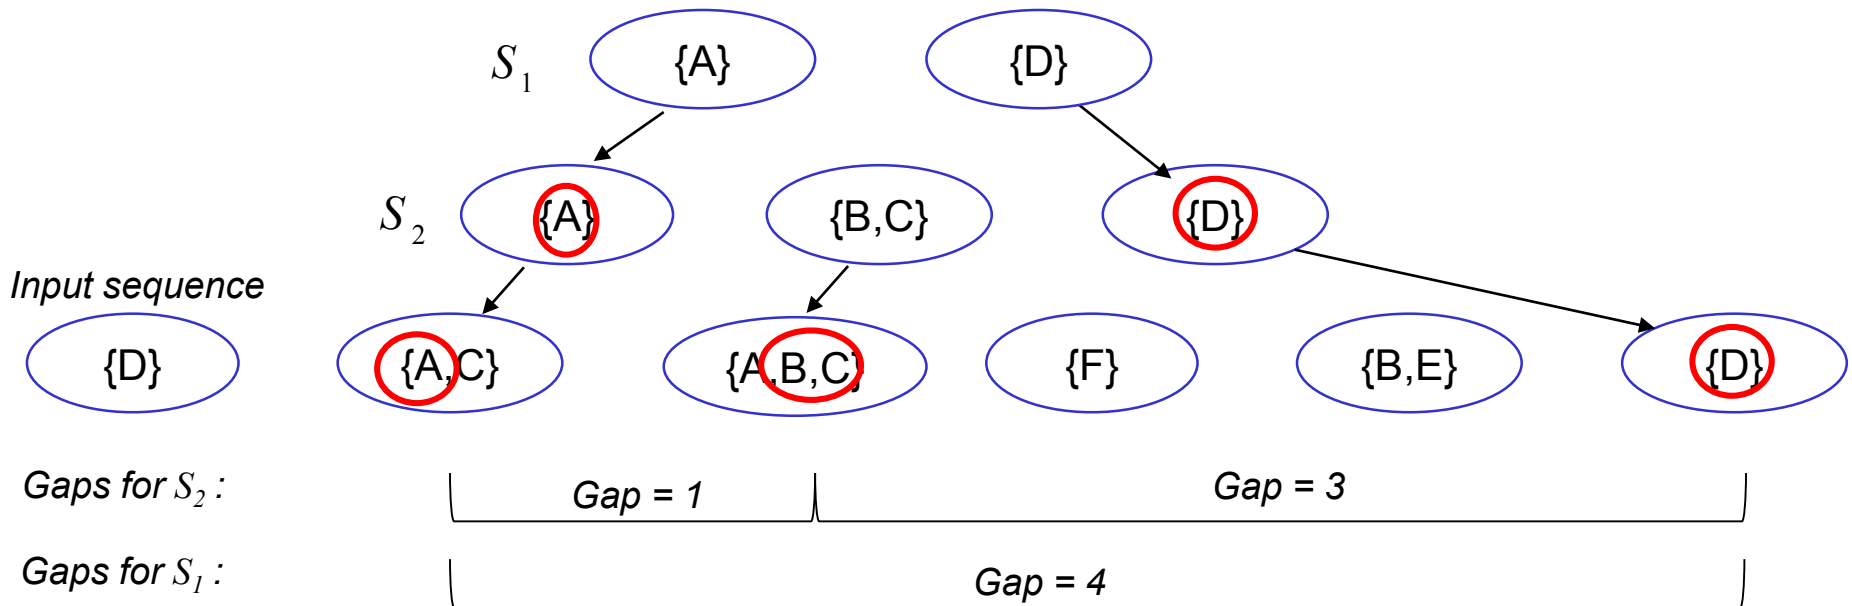 S₁ {A} {D}
S₂ {A} {B,C} {D}
Input sequence
{D} {A,C} {A,B,C} {F} {B,E} {D}
Gaps for S₂ : Gap = 1 Gap = 3
Gaps for S₁ : Gap = 4